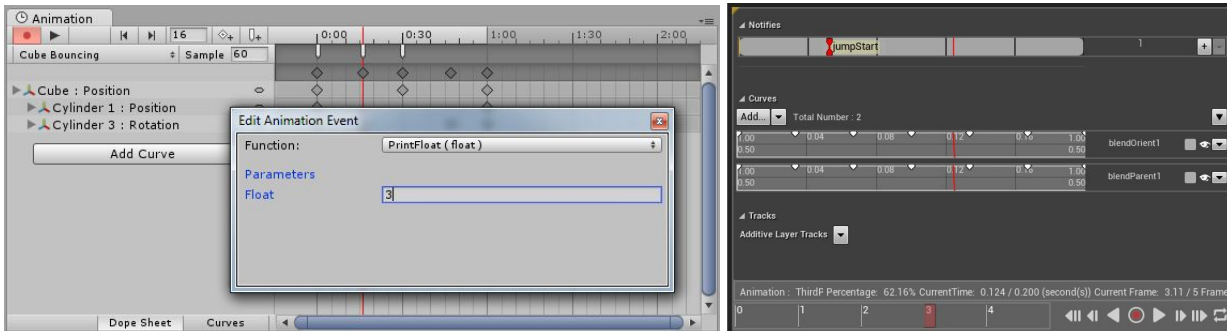 Animation
16
0:00 0:30 1:00 1:30 2:00
Cube Bouncing Sample 60
Cube : Position
Cylinder 1 : Position
Cylinder 3 : Rotation
Add Curve
Edit Animation Event
Function: PrintFloat ( float )
Parameters
Float 3
Dope Sheet Curves
Notifies
jumpStart 1
Curves
Add... Total Number : 2
1.00 0.04 0.08 0.12 0.16 1.00 blendOrient1
0.50 0.50
1.00 0.04 0.08 0.12 0.16 1.00 blendParent1
0.50 0.50
Tracks
Additive Layer Tracks
Animation : ThirdF Percentage: 62.16% CurrentTime: 0.124 / 0.200 (second(s)) Current Frame: 3.11 / 5 Frame
0 1 2 3 4